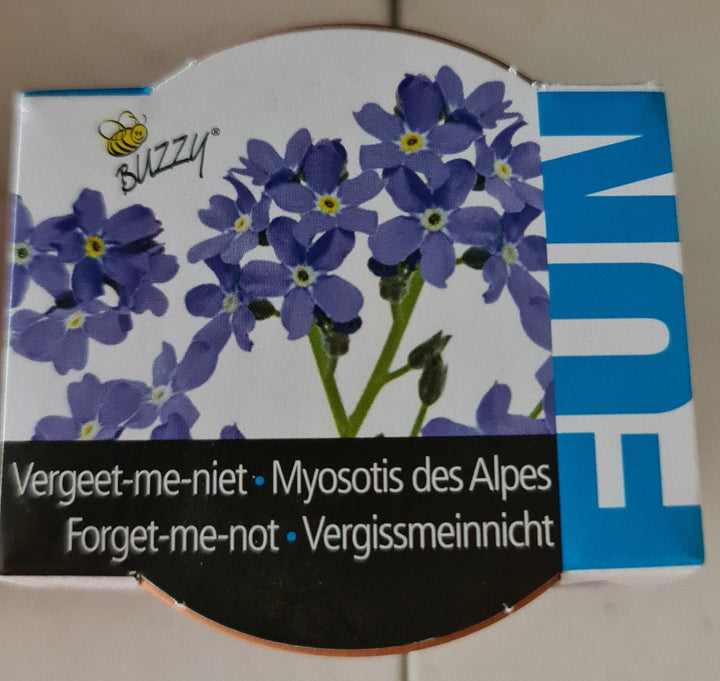 BUZZY®
Vergeet-me-niet • Myosotis des Alpes
Forget-me-not • Vergissmeinnicht
FUN